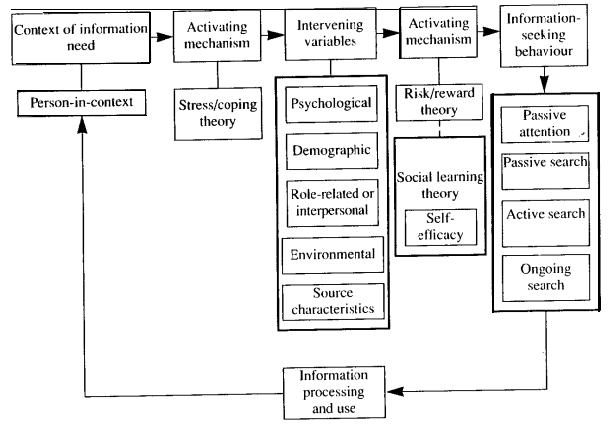 Context of information
need
Activating
mechanism
Intervening
variables
Activating
mechanism
Information-
seeking
behaviour
Person-in-context
Stress/coping
theory
Psychological
Demographic
Role-related or
interpersonal
Environmental
Source
characteristics
Risk/reward
theory
Social learning
theory
Self-
efficacy
Passive
attention
Passive search
Active search
Ongoing
search
Information
processing
and use